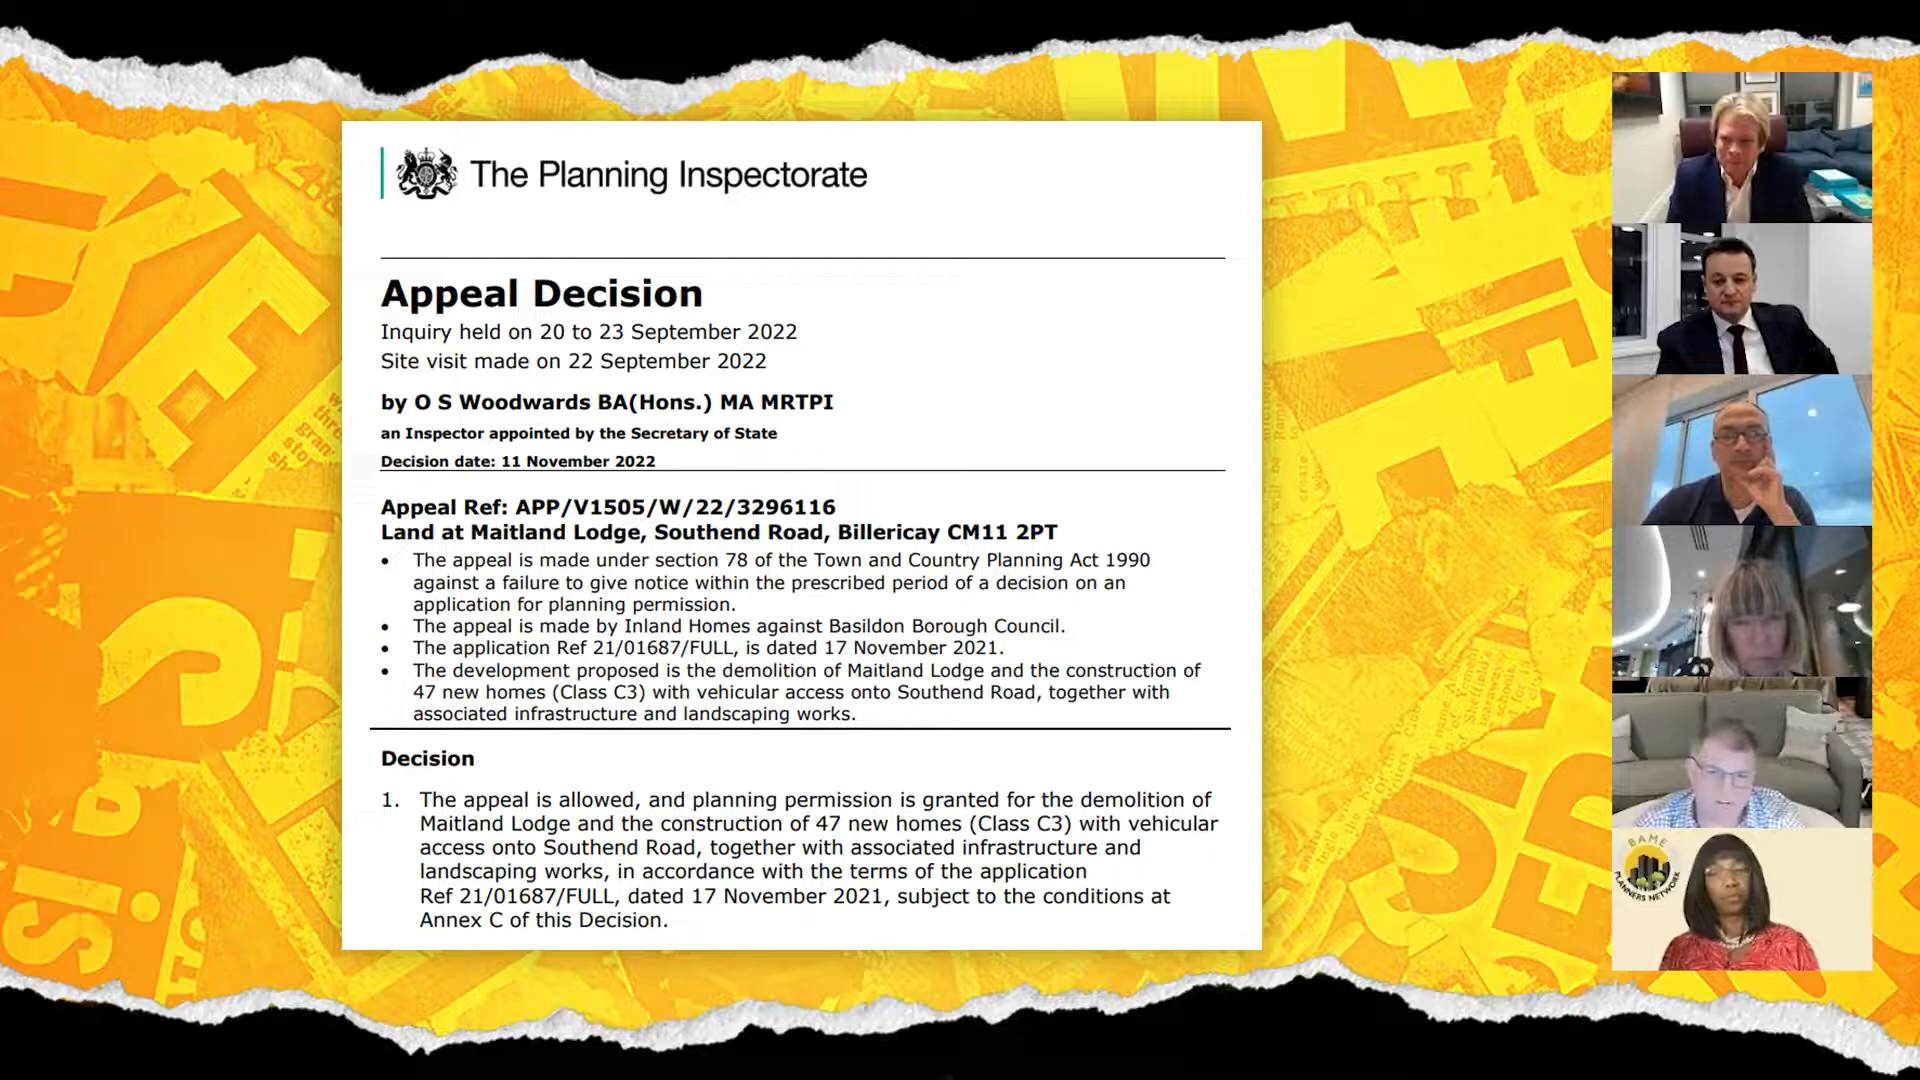 The Planning Inspectorate
Appeal Decision
Inquiry held on 20 to 23 September 2022
Site visit made on 22 September 2022
by O S Woodwards BA(Hons.) MA MRTPI
an Inspector appointed by the Secretary of State
Decision date: 11 November 2022
Appeal Ref: APP/V1505/W/22/3296116
Land at Maitland Lodge, Southend Road, Billericay CM11 2PT
• The appeal is made under section 78 of the Town and Country Planning Act 1990
against a failure to give notice within the prescribed period of a decision on an
application for planning permission.
• The appeal is made by Inland Homes against Basildon Borough Council.
• The application Ref 21/01687/FULL, is dated 17 November 2021.
• The development proposed is the demolition of Maitland Lodge and the construction of
47 new homes (Class C3) with vehicular access onto Southend Road, together with
associated infrastructure and landscaping works.
Decision
1. The appeal is allowed, and planning permission is granted for the demolition of
Maitland Lodge and the construction of 47 new homes (Class C3) with vehicular
access onto Southend Road, together with associated infrastructure and
landscaping works, in accordance with the terms of the application
Ref 21/01687/FULL, dated 17 November 2021, subject to the conditions at
Annex C of this Decision.
BAME
PLANNERS NETWORK